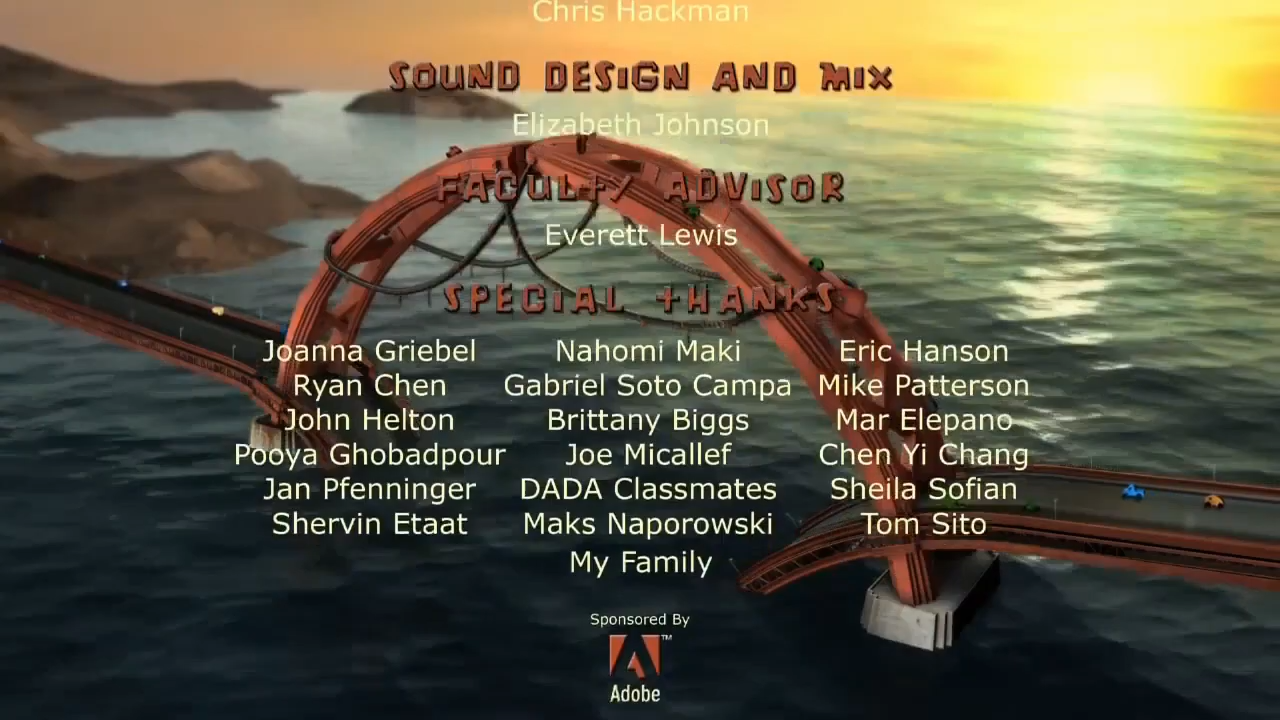 Chris Hackman
SOUND DESIGN AND MIX
Elizabeth Johnson
FACULTY ADVISOR
Everett Lewis
SPECIAL THANKS
Joanna Griebel Nahomi Maki Eric Hanson
Ryan Chen Gabriel Soto Campa Mike Patterson
John Helton Brittany Biggs Mar Elepano
Pooya Ghobadpour Joe Micallef Chen Yi Chang
Jan Pfenninger DADA Classmates Sheila Sofian
Shervin Etaat Maks Naporowski Tom Sito
My Family
Sponsored By
TM
Adobe